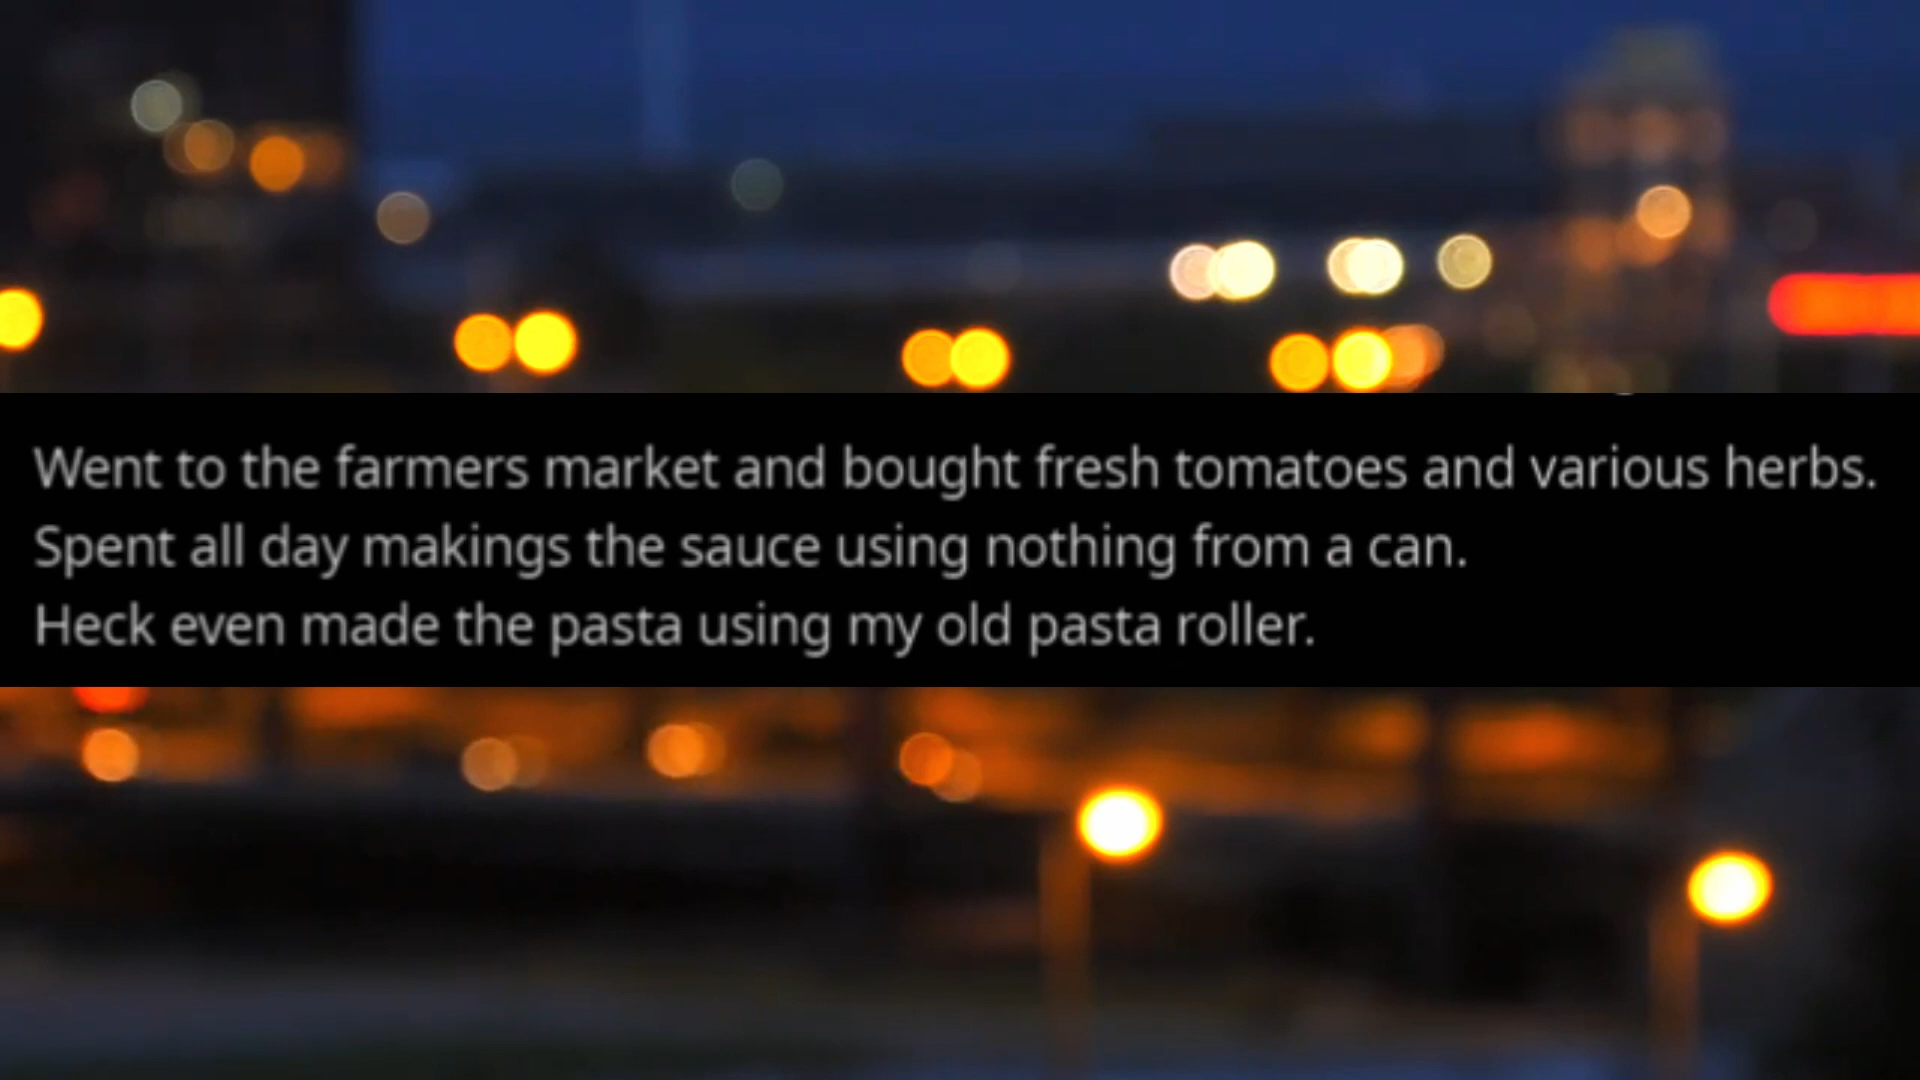 Went to the farmers market and bought fresh tomatoes and various herbs.
Spent all day makings the sauce using nothing from a can.
Heck even made the pasta using my old pasta roller.